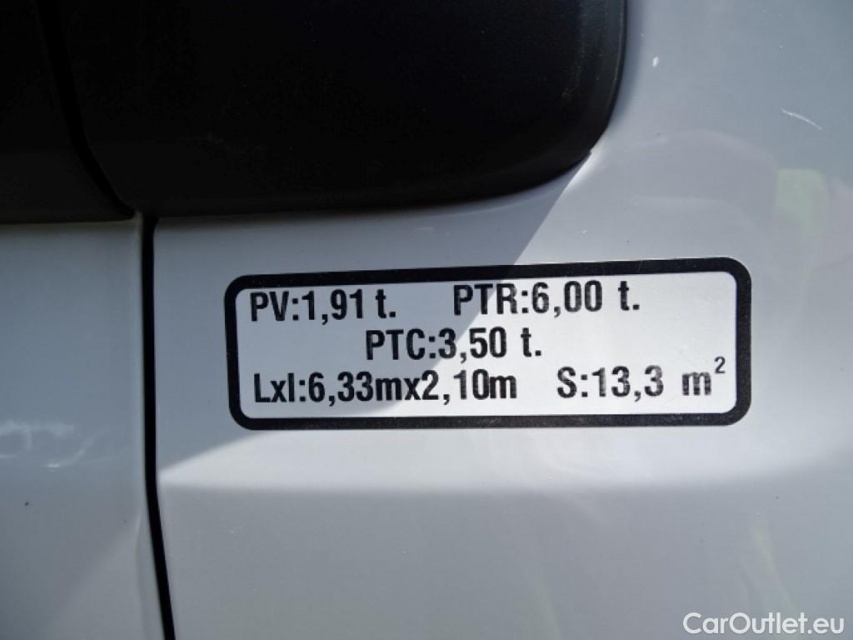 PV:1,91 t. PTR:6,00 t.
PTC:3,50 t.
Lxl:6,33mx2,10m S:13,3 m²
CarOutlet.eu